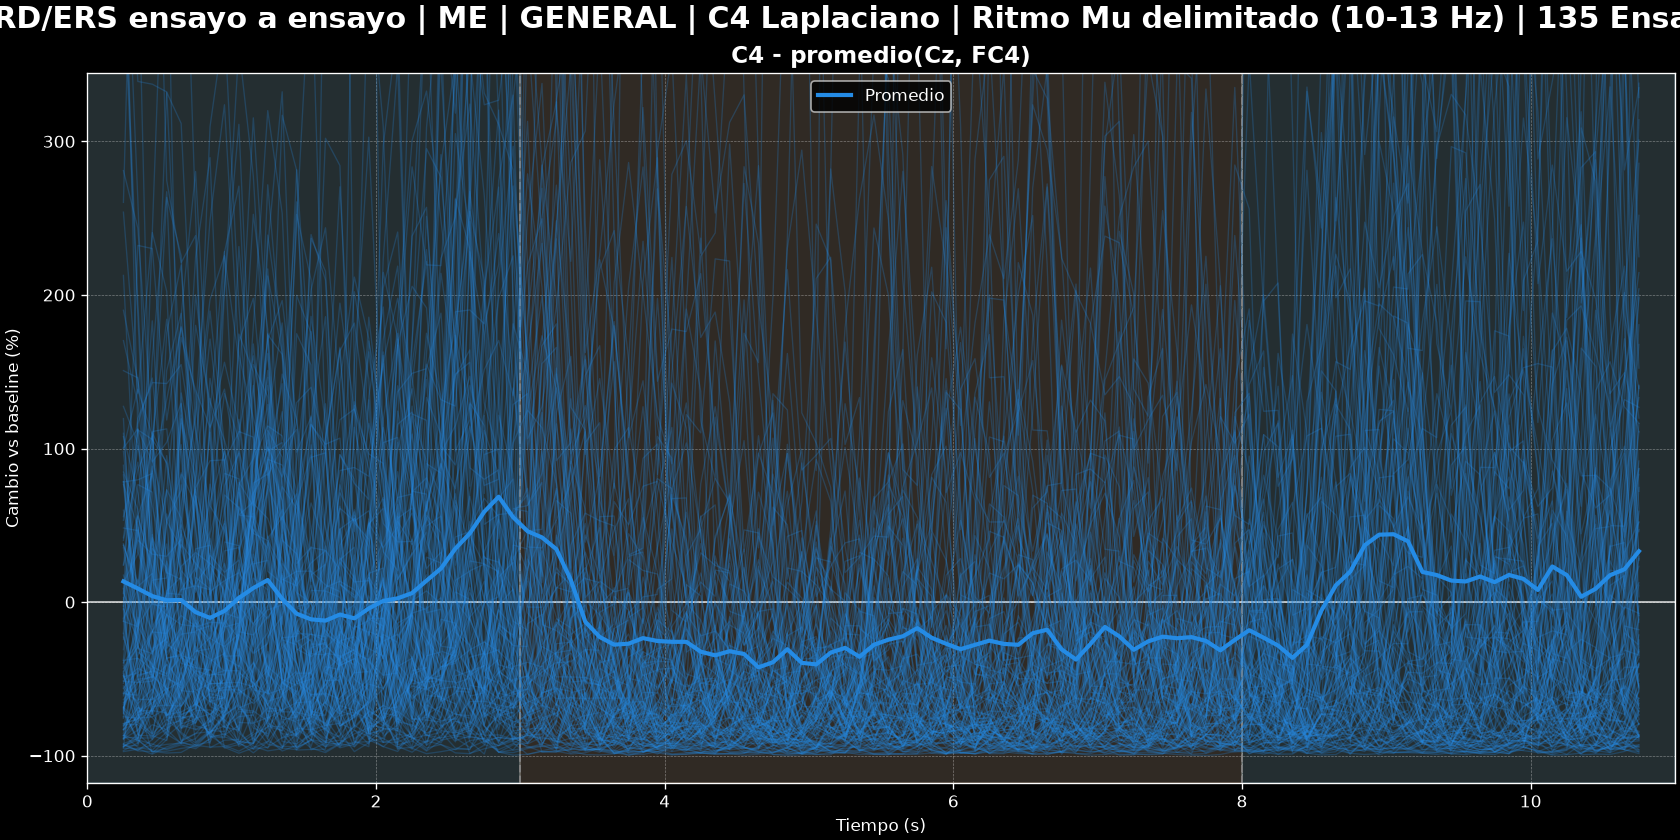 RD/ERS ensayo a ensayo | ME | GENERAL | C4 Laplaciano | Ritmo Mu delimitado (10-13 Hz) | 135 Ensa
C4 - promedio(Cz, FC4)
Promedio
300
200
100
0
−100
Cambio vs baseline (%)
0 2 4 6 8 10
Tiempo (s)